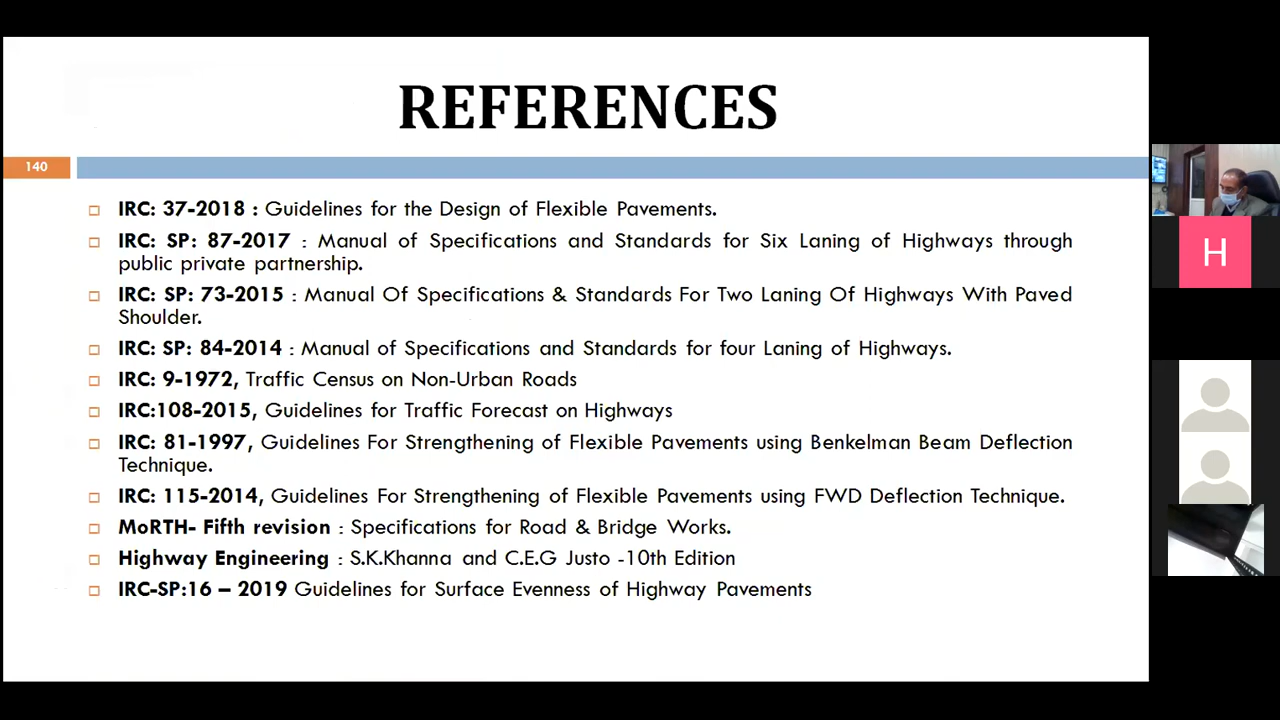 REFERENCES
140
IRC: 37-2018 : Guidelines for the Design of Flexible Pavements.
IRC: SP: 87-2017 : Manual of Specifications and Standards for Six Laning of Highways through
public private partnership.
IRC: SP: 73-2015 : Manual Of Specifications & Standards For Two Laning Of Highways With Paved
Shoulder.
IRC: SP: 84-2014 : Manual of Specifications and Standards for four Laning of Highways.
IRC: 9-1972, Traffic Census on Non-Urban Roads
IRC:108-2015, Guidelines for Traffic Forecast on Highways
IRC: 81-1997, Guidelines For Strengthening of Flexible Pavements using Benkelman Beam Deflection
Technique.
IRC: 115-2014, Guidelines For Strengthening of Flexible Pavements using FWD Deflection Technique.
MoRTH- Fifth revision : Specifications for Road & Bridge Works.
Highway Engineering : S.K.Khanna and C.E.G Justo -10th Edition
IRC-SP:16 – 2019 Guidelines for Surface Evenness of Highway Pavements
H